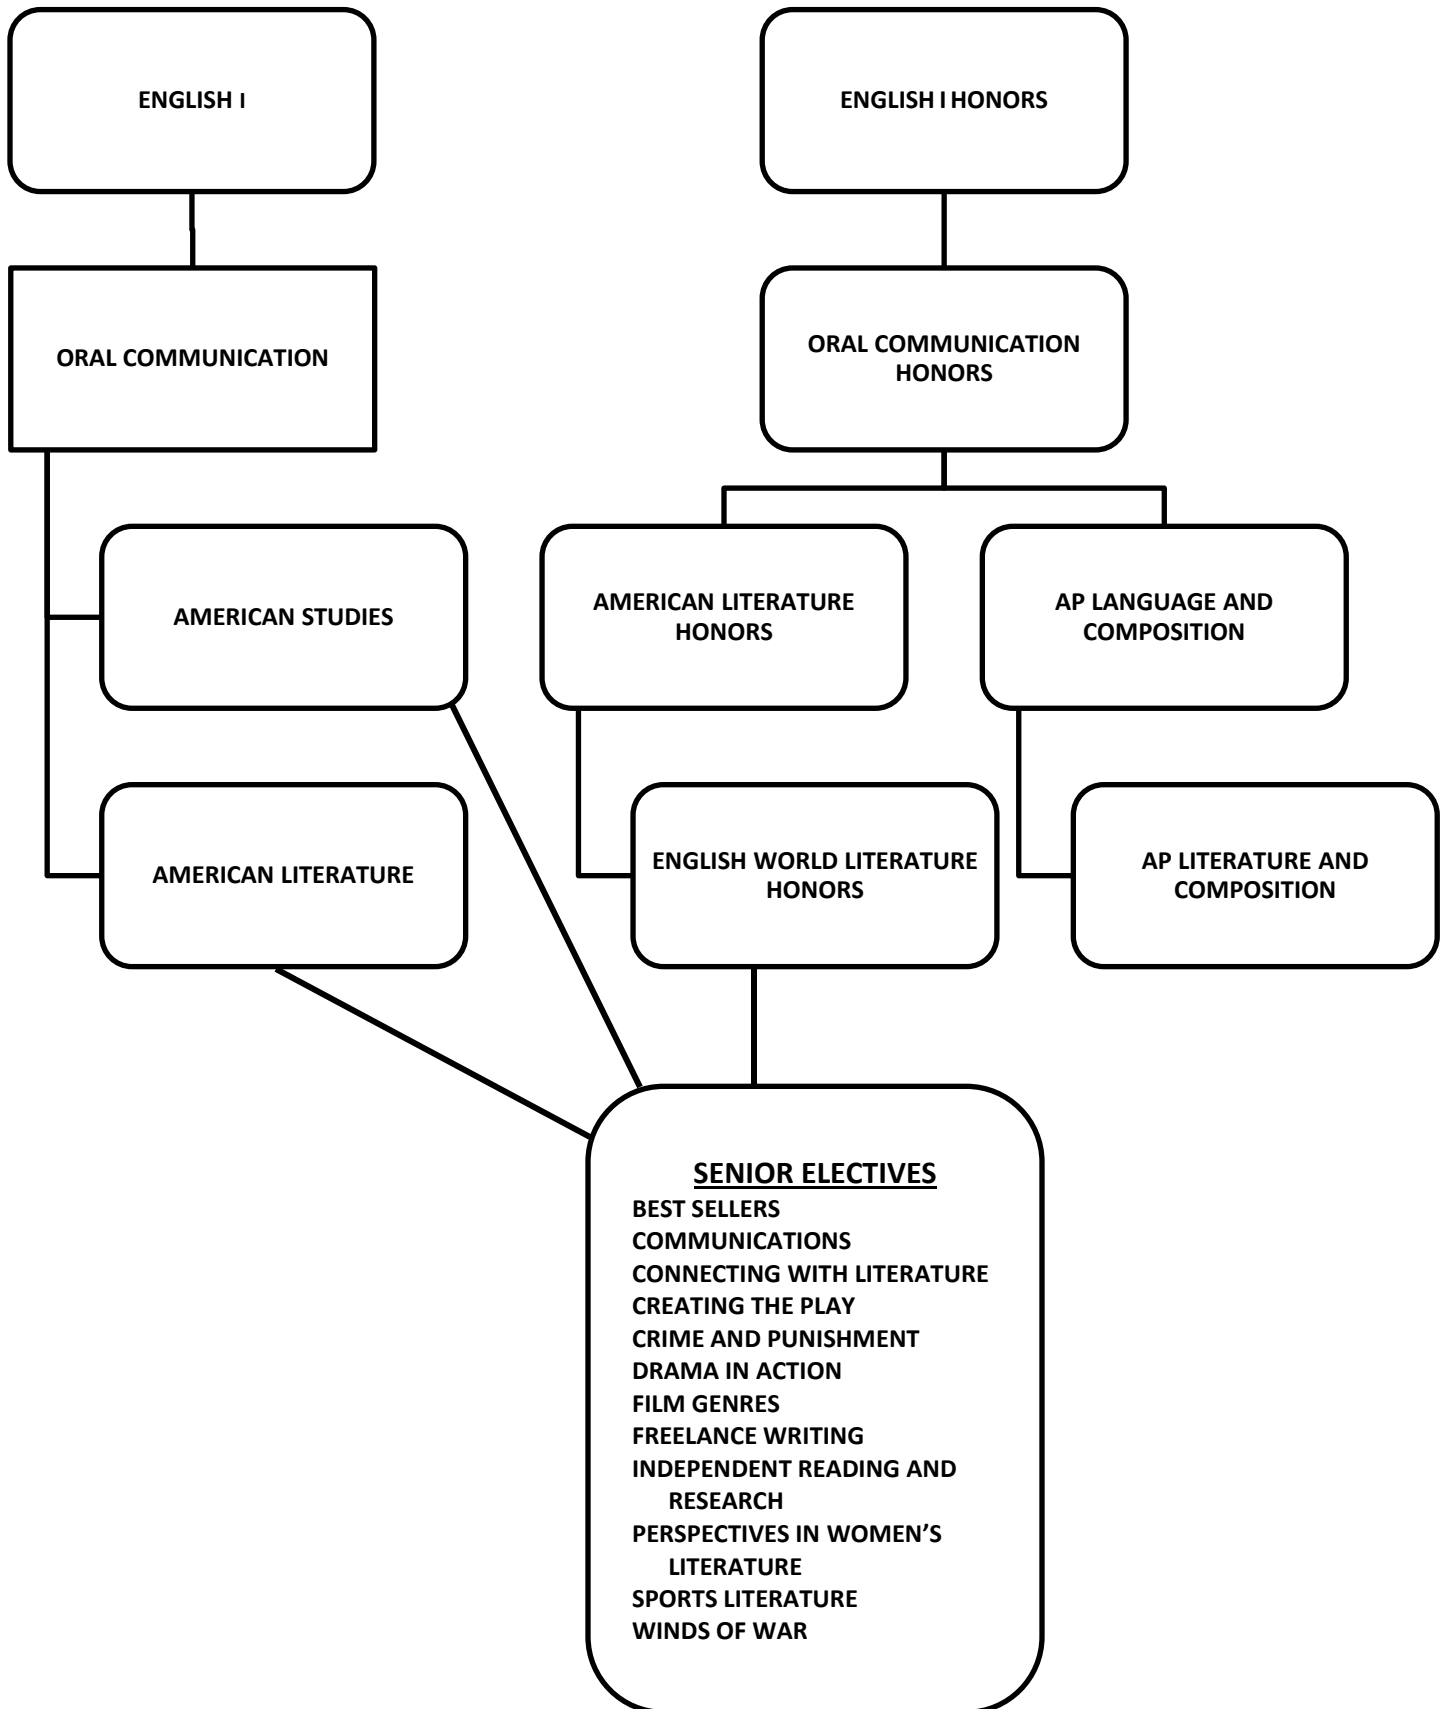 ENGLISH I
ENGLISH I HONORS
ORAL COMMUNICATION
ORAL COMMUNICATION
HONORS
AMERICAN STUDIES
AMERICAN LITERATURE
HONORS
AP LANGUAGE AND
COMPOSITION
AMERICAN LITERATURE
ENGLISH WORLD LITERATURE
HONORS
AP LITERATURE AND
COMPOSITION
SENIOR ELECTIVES
BEST SELLERS
COMMUNICATIONS
CONNECTING WITH LITERATURE
CREATING THE PLAY
CRIME AND PUNISHMENT
DRAMA IN ACTION
FILM GENRES
FREELANCE WRITING
INDEPENDENT READING AND
RESEARCH
PERSPECTIVES IN WOMEN’S
LITERATURE
SPORTS LITERATURE
WINDS OF WAR